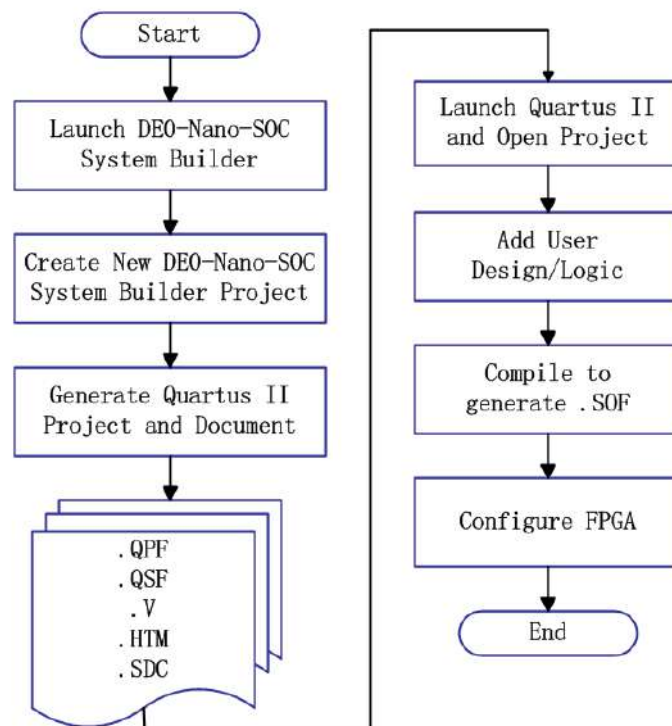 Start
Launch DE0-Nano-SOC
System Builder
Create New DE0-Nano-SOC
System Builder Project
Generate Quartus II
Project and Document
.QPF
.QSF
.V
.HTM
.SDC
Launch Quartus II
and Open Project
Add User
Design/Logic
Compile to
generate .SOF
Configure FPGA
End